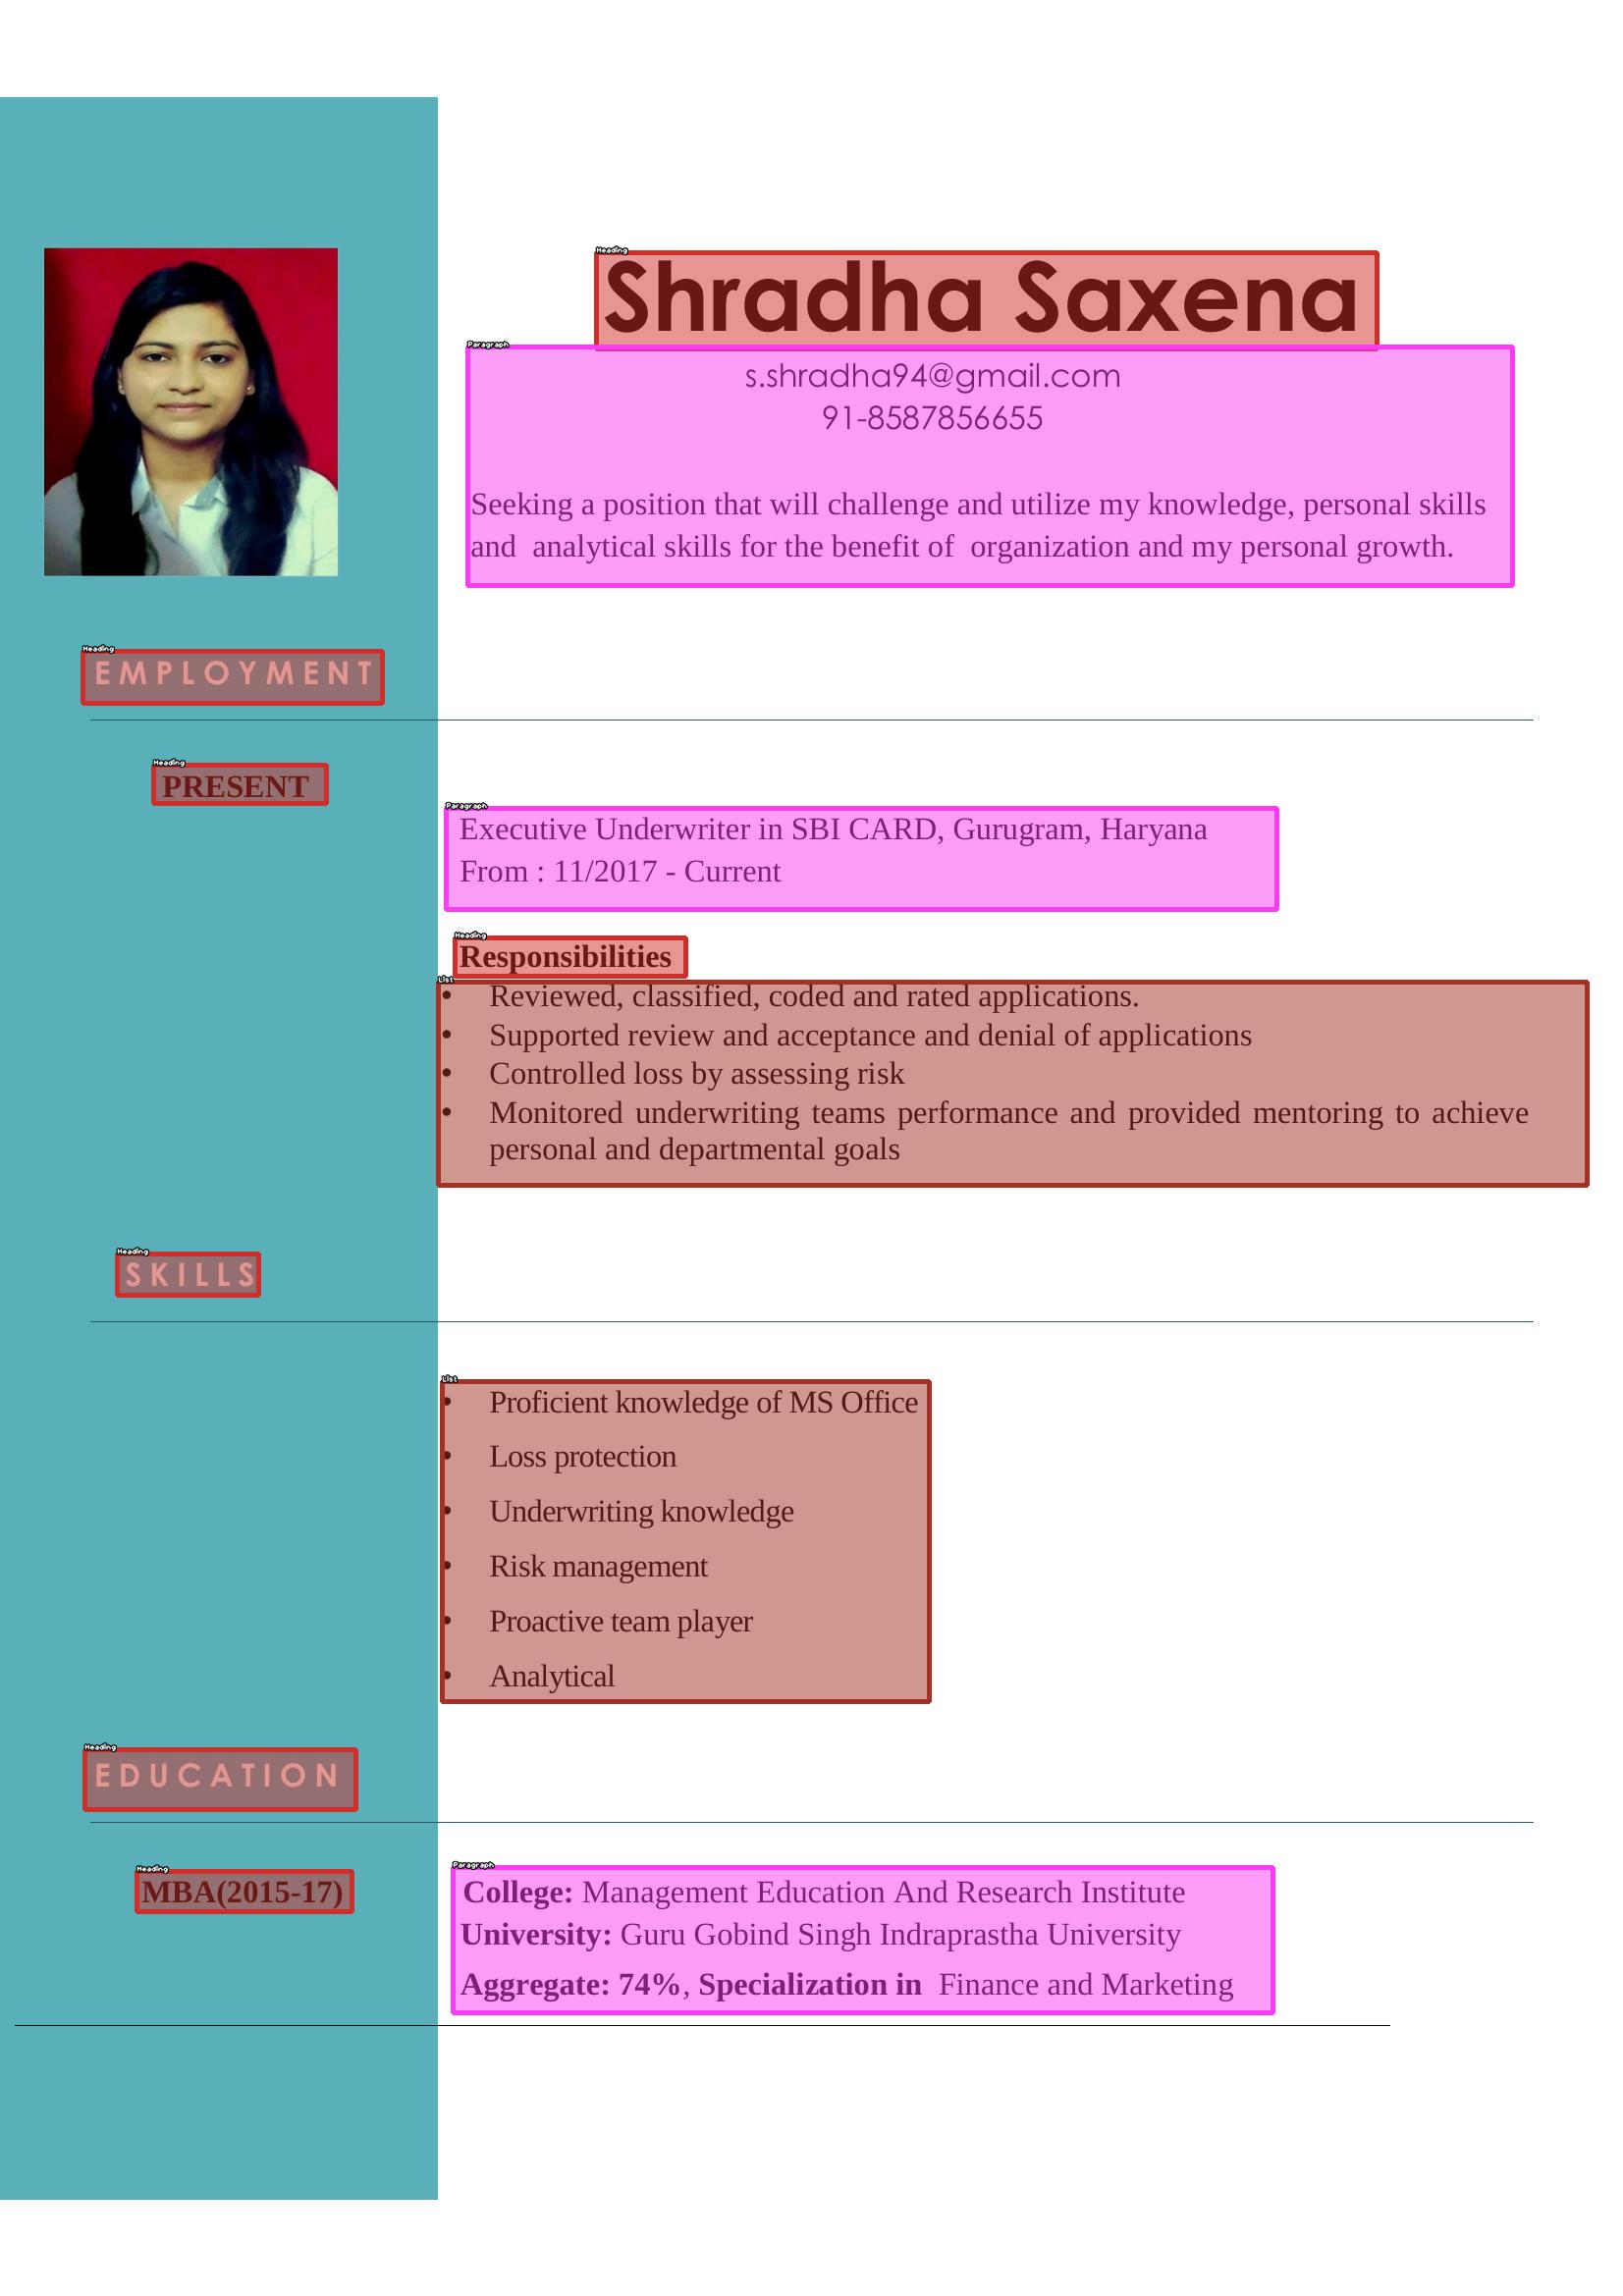 Heading
Shradha Saxena
Paragraph
s.shradha94@gmail.com
91-8587856655
Seeking a position that will challenge and utilize my knowledge, personal skills
and analytical skills for the benefit of organization and my personal growth.
Heading
EMPLOYMENT
Heading
PRESENT
Paragraph
Executive Underwriter in SBI CARD, Gurugram, Haryana
From : 11/2017 - Current
Heading
Responsibilities
List
• Reviewed, classified, coded and rated applications.
• Supported review and acceptance and denial of applications
• Controlled loss by assessing risk
• Monitored underwriting teams performance and provided mentoring to achieve
personal and departmental goals
Heading
SKILLS
List
• Proficient knowledge of MS Office
• Loss protection
• Underwriting knowledge
• Risk management
• Proactive team player
• Analytical
Heading
EDUCATION
Heading
MBA(2015-17)
Paragraph
College: Management Education And Research Institute
University: Guru Gobind Singh Indraprastha University
Aggregate: 74%, Specialization in Finance and Marketing